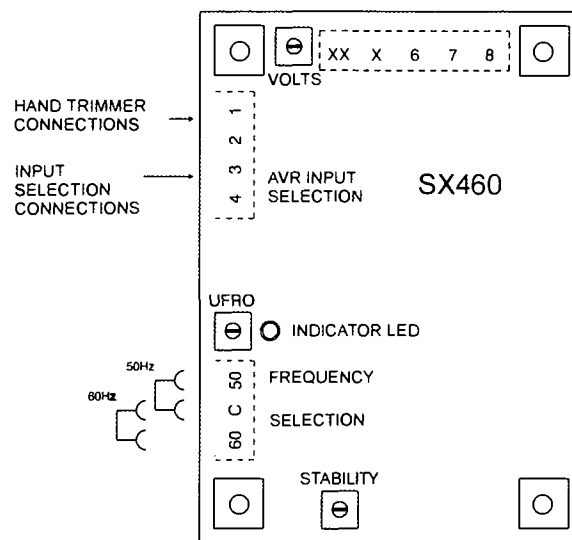 XX X 6 7 8
VOLTS
HAND TRIMMER
CONNECTIONS
1
2
INPUT
SELECTION
CONNECTIONS
3
4
AVR INPUT
SELECTION
SX460
UFRO
INDICATOR LED
50Hz
60Hz
50
C
60
FREQUENCY
SELECTION
STABILITY